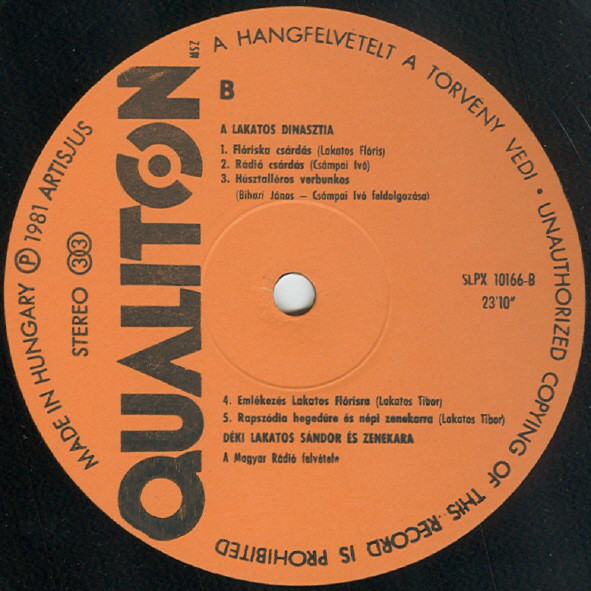 A HANGFELVÉTELT A TÖRVÉNY VÉDI • UNAUTHORIZED COPYING OF THIS RECORD IS PROHIBITED
MADE IN HUNGARY Ⓟ 1981 ARTISJUS
STEREO 33
QUALITON
MSZ
B
A LAKATOS DINASZTIA
1. Flóriska csárdás (Lakatos Flóris)
2. Rádió csárdás (Csámpai Ivó)
3. Húsztalléros verbunkos
(Bihari János – Csámpai Ivó feldolgozása)
SLPX 10166-B
23'10"
4. Emlékezés Lakatos Flórisra (Lakatos Tibor)
5. Rapszódia hegedűre és népi zenekarra (Lakatos Tibor)
DÉKI LAKATOS SÁNDOR ÉS ZENEKARA
A Magyar Rádió felvétele